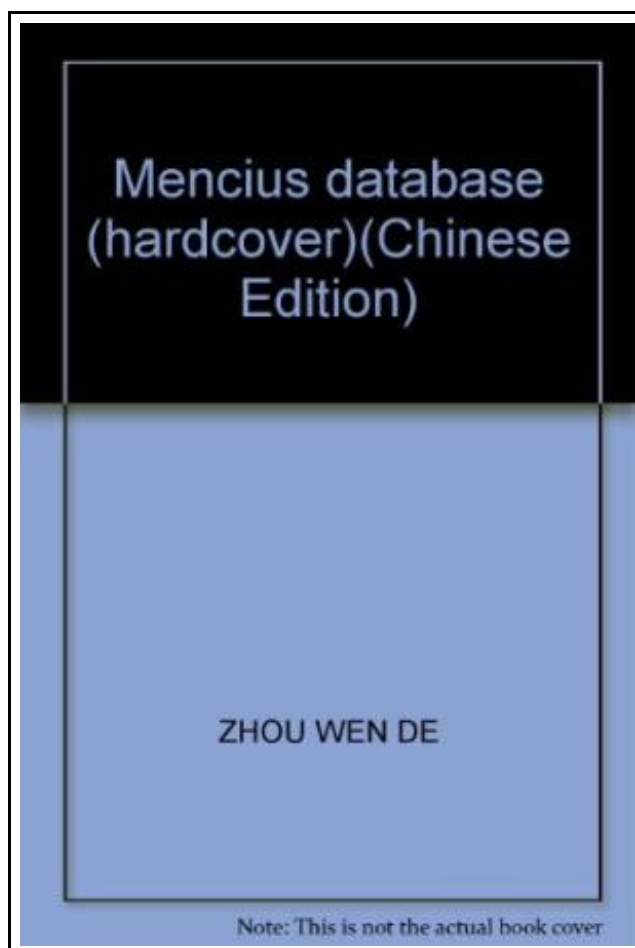 Mencius database
(hardcover)(Chinese
Edition)
ZHOU WEN DE
Note: This is not the actual book cover